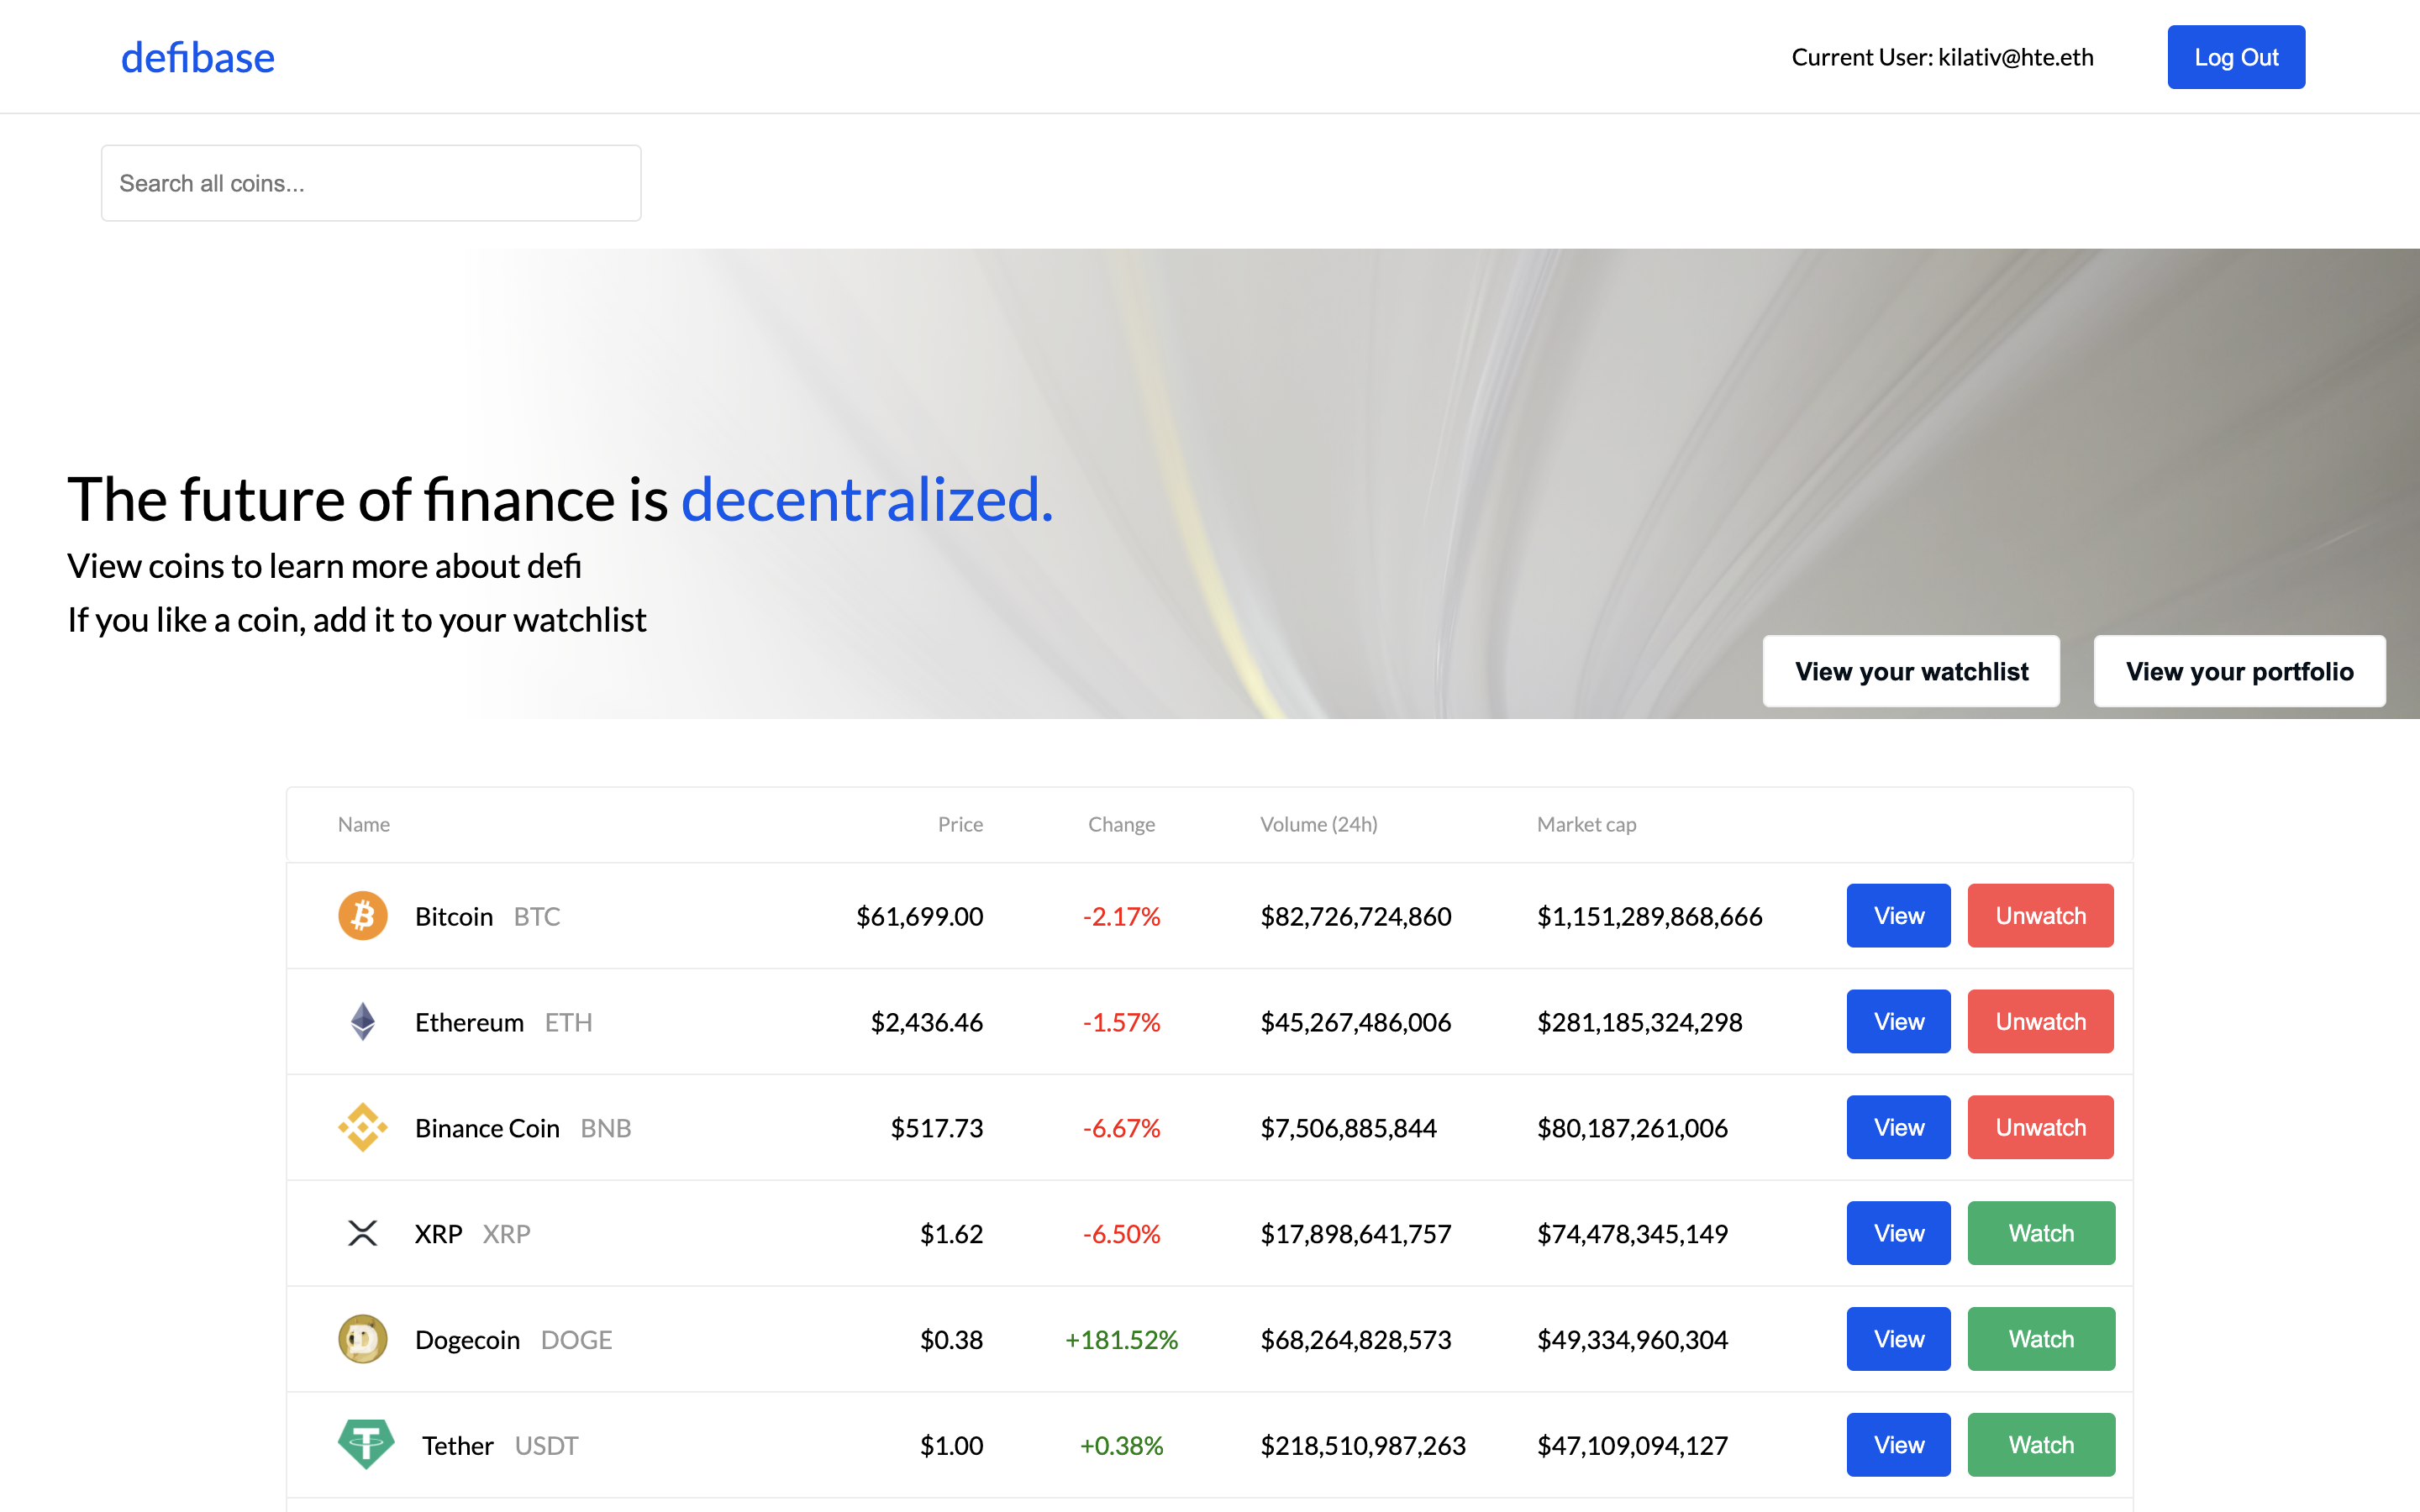 defibase
Current User: kilativ@hte.eth
Log Out
Search all coins...
The future of finance is decentralized.
View coins to learn more about defi
If you like a coin, add it to your watchlist
View your watchlist
View your portfolio
Name Price Change Volume (24h) Market cap
Bitcoin BTC $61,699.00 -2.17% $82,726,724,860 $1,151,289,868,666 View Unwatch
Ethereum ETH $2,436.46 -1.57% $45,267,486,006 $281,185,324,298 View Unwatch
Binance Coin BNB $517.73 -6.67% $7,506,885,844 $80,187,261,006 View Unwatch
XRP XRP $1.62 -6.50% $17,898,641,757 $74,478,345,149 View Watch
Dogecoin DOGE $0.38 +181.52% $68,264,828,573 $49,334,960,304 View Watch
Tether USDT $1.00 +0.38% $218,510,987,263 $47,109,094,127 View Watch